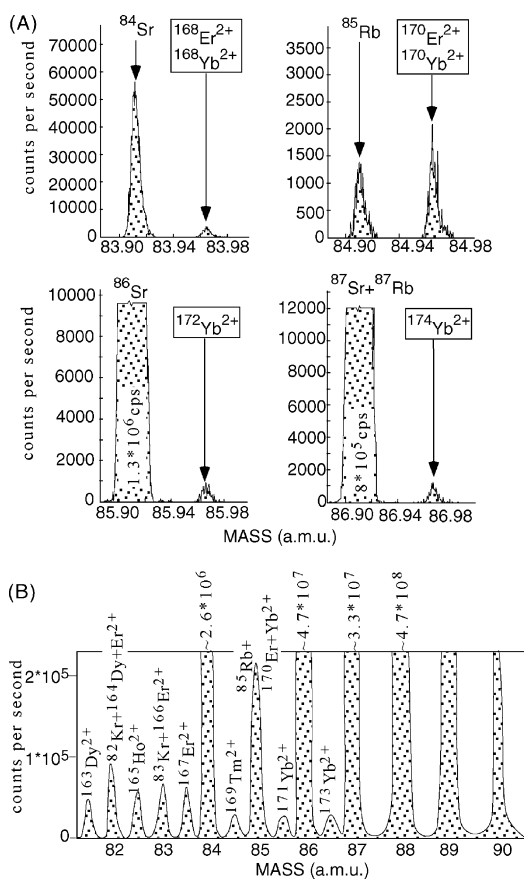 (A)
84Sr
168Er2+
168Yb2+
counts per second
70000
60000
50000
40000
30000
20000
10000
0
83.90 83.94 83.98
85Rb
170Er2+
170Yb2+
3500
3000
2500
2000
1500
1000
500
0
84.90 84.94 84.98
86Sr
172Yb2+
counts per second
10000
8000
6000
4000
2000
0
1.3*10^6cps
85.90 85.94 85.98
87Sr+87Rb
174Yb2+
12000
10000
8000
6000
4000
2000
0
8*10^5cps
86.90 86.94 86.98
MASS (a.m.u.)
(B)
counts per second
2*10^5
1*10^5
0
163Dy2+
82Kr+164Dy+Er2+
165Ho2+
83Kr+166Er2+
167Er2+
~2.6*10^6
169Tm2+
85Rb+
170Er+Yb2+
171Yb2+
~4.7*10^7
173Yb2+
~3.3*10^7
~4.7*10^8
82 83 84 85 86 87 88 89 90
MASS (a.m.u.)